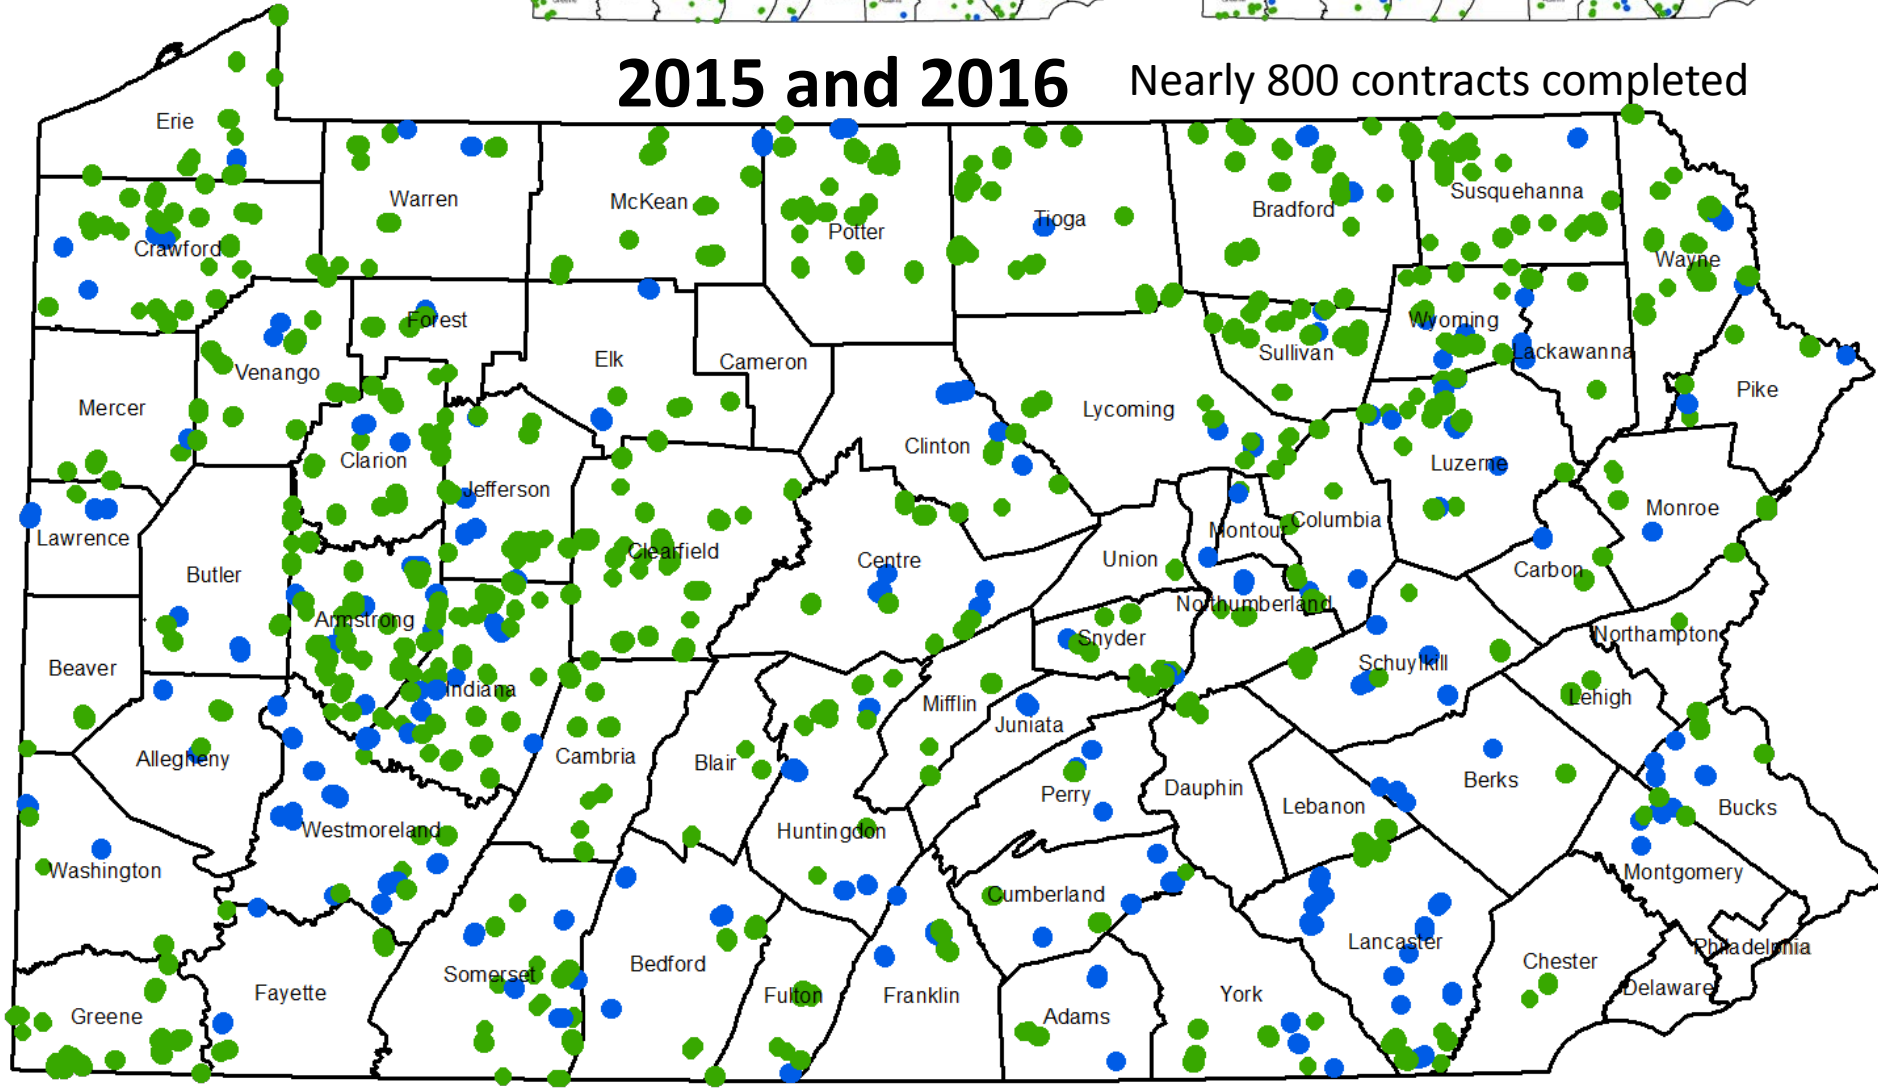 2015 and 2016 Nearly 800 contracts completed
Erie
Warren
McKean
Potter
Tioga
Bradford
Susquehanna
Wayne
Crawford
Forest
Wyoming
Lackawanna
Sullivan
Venango
Elk
Cameron
Pike
Mercer
Lycoming
Clinton
Clarion
Luzerne
Jefferson
Monroe
Columbia
Montour
Lawrence
Clearfield
Centre
Union
Carbon
Butler
Northumberland
Armstrong
Northampton
Snyder
Schuylkill
Beaver
Indiana
Lehigh
Mifflin
Juniata
Allegheny
Cambria
Blair
Berks
Perry
Dauphin
Lebanon
Bucks
Westmoreland
Huntingdon
Washington
Montgomery
Cumberland
Lancaster
Philadelphia
Bedford
Chester
Somerset
Delaware
Fayette
Fulton
Franklin
York
Greene
Adams